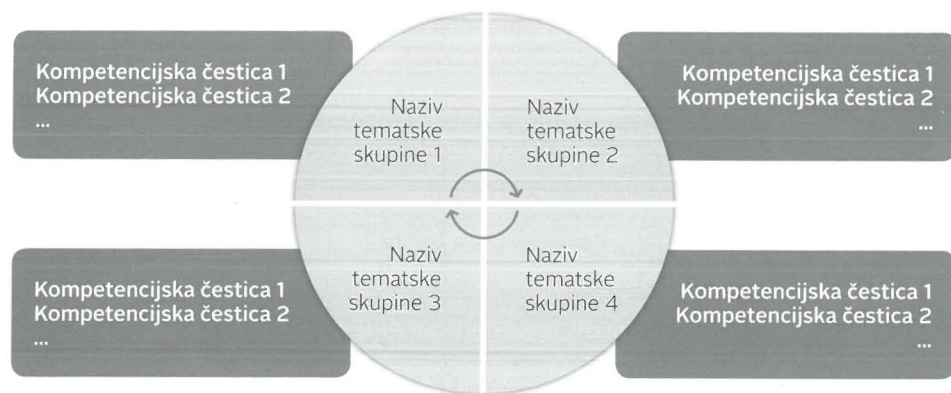 Kompetencijska čestica 1
Kompetencijska čestica 2
...
Naziv
tematske
skupine 1
Naziv
tematske
skupine 2
Kompetencijska čestica 1
Kompetencijska čestica 2
...
Kompetencijska čestica 1
Kompetencijska čestica 2
...
Naziv
tematske
skupine 3
Naziv
tematske
skupine 4
Kompetencijska čestica 1
Kompetencijska čestica 2
...